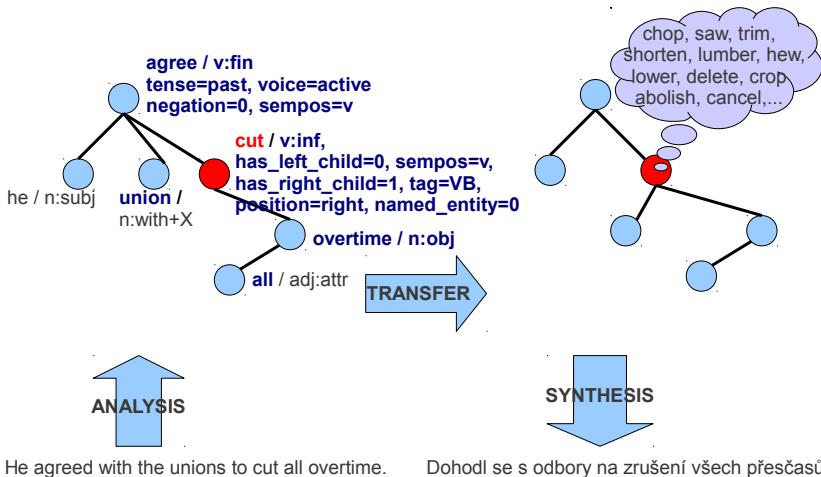 agree / v:fin
tense=past, voice=active
negation=0, sempos=v
chop, saw, trim,
shorten, lumber, hew,
lower, delete, crop
abolish, cancel,...
cut / v:inf,
has_left_child=0, sempos=v,
has_right_child=1, tag=VB,
position=right, named_entity=0
he / n:subj
union /
n:with+X
overtime / n:obj
all / adj:attr
TRANSFER
ANALYSIS
SYNTHESIS
He agreed with the unions to cut all overtime.
Dohodl se s odbory na zrušení všech přesčasů